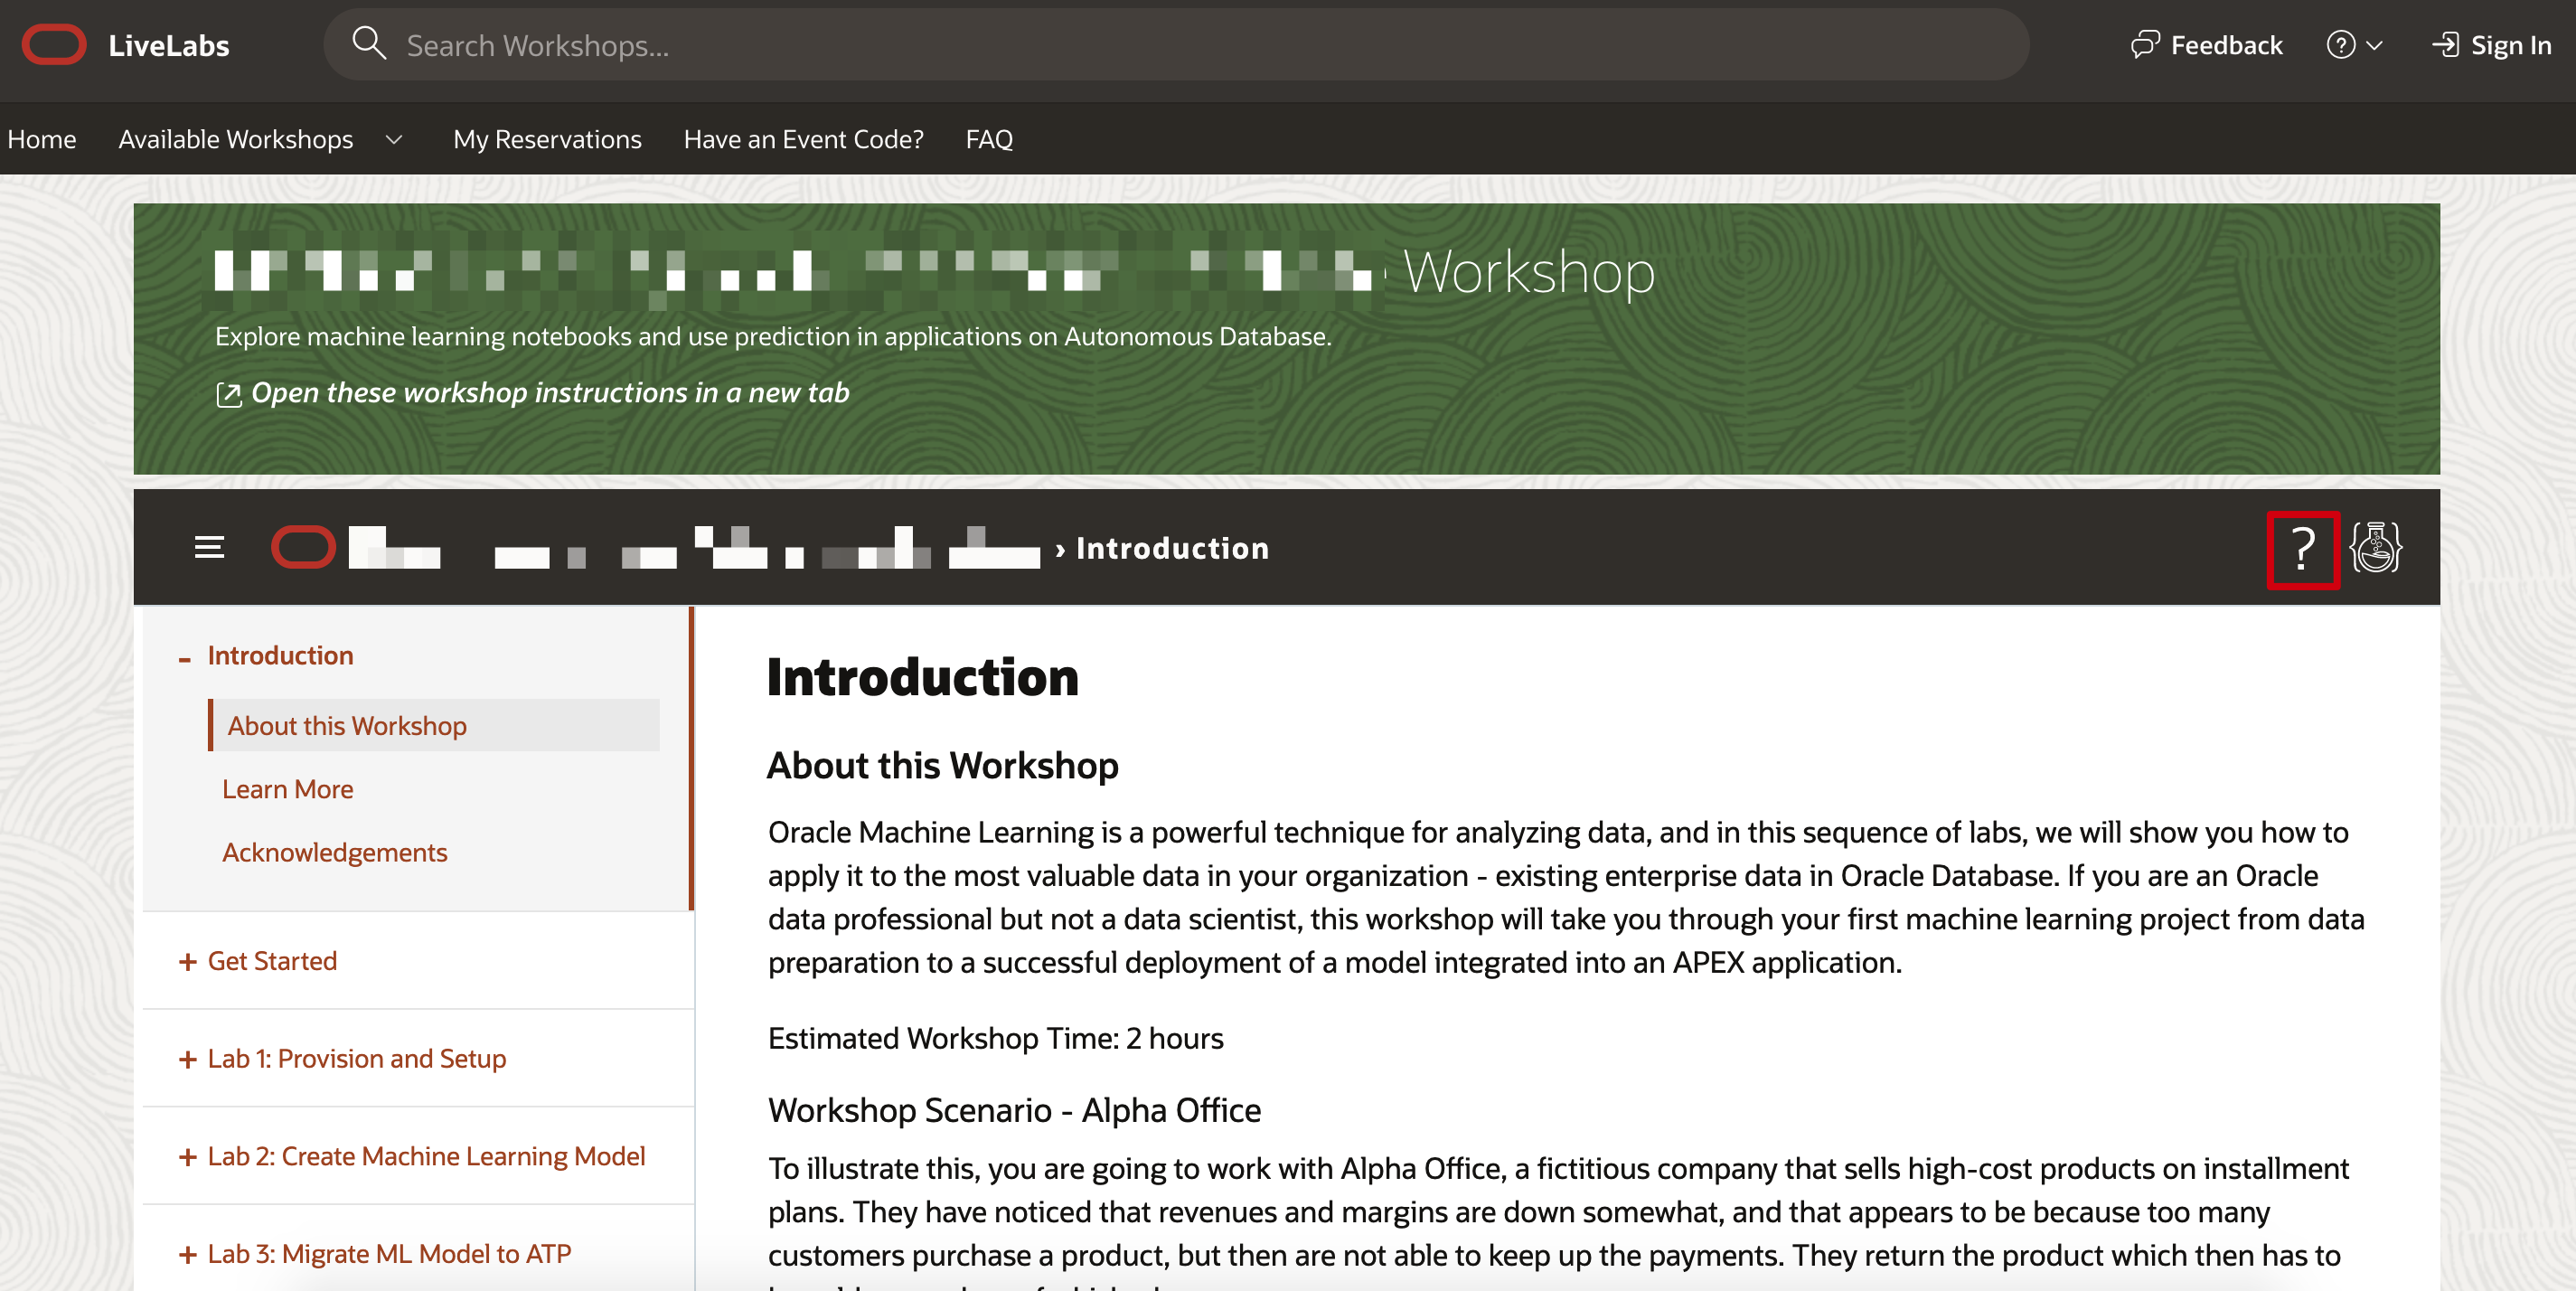 LiveLabs
Search Workshops...
Feedback
Sign In
Home Available Workshops My Reservations Have an Event Code? FAQ
Workshop
Explore machine learning notebooks and use prediction in applications on Autonomous Database.
Open these workshop instructions in a new tab
› Introduction
?
- Introduction
About this Workshop
Learn More
Acknowledgements
+ Get Started
+ Lab 1: Provision and Setup
+ Lab 2: Create Machine Learning Model
+ Lab 3: Migrate ML Model to ATP
Introduction
About this Workshop
Oracle Machine Learning is a powerful technique for analyzing data, and in this sequence of labs, we will show you how to
apply it to the most valuable data in your organization - existing enterprise data in Oracle Database. If you are an Oracle
data professional but not a data scientist, this workshop will take you through your first machine learning project from data
preparation to a successful deployment of a model integrated into an APEX application.
Estimated Workshop Time: 2 hours
Workshop Scenario - Alpha Office
To illustrate this, you are going to work with Alpha Office, a fictitious company that sells high-cost products on installment
plans. They have noticed that revenues and margins are down somewhat, and that appears to be because too many
customers purchase a product, but then are not able to keep up the payments. They return the product which then has to